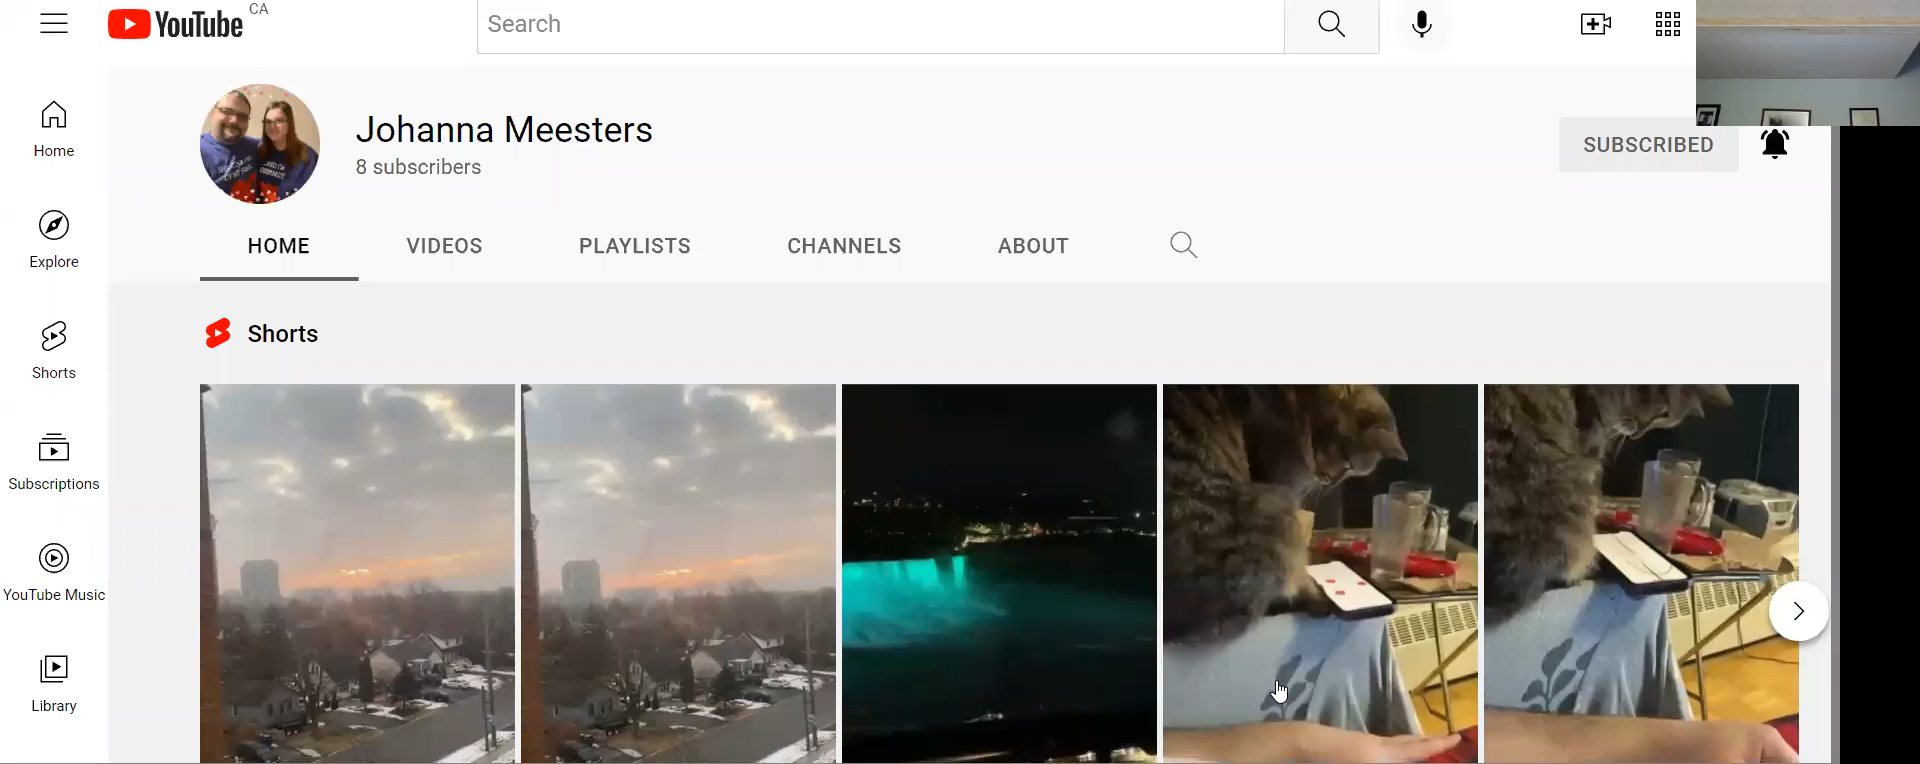 YouTube CA
Search
Johanna Meesters
8 subscribers
SUBSCRIBED
HOME VIDEOS PLAYLISTS CHANNELS ABOUT
Shorts
Home
Explore
Shorts
Subscriptions
YouTube Music
Library